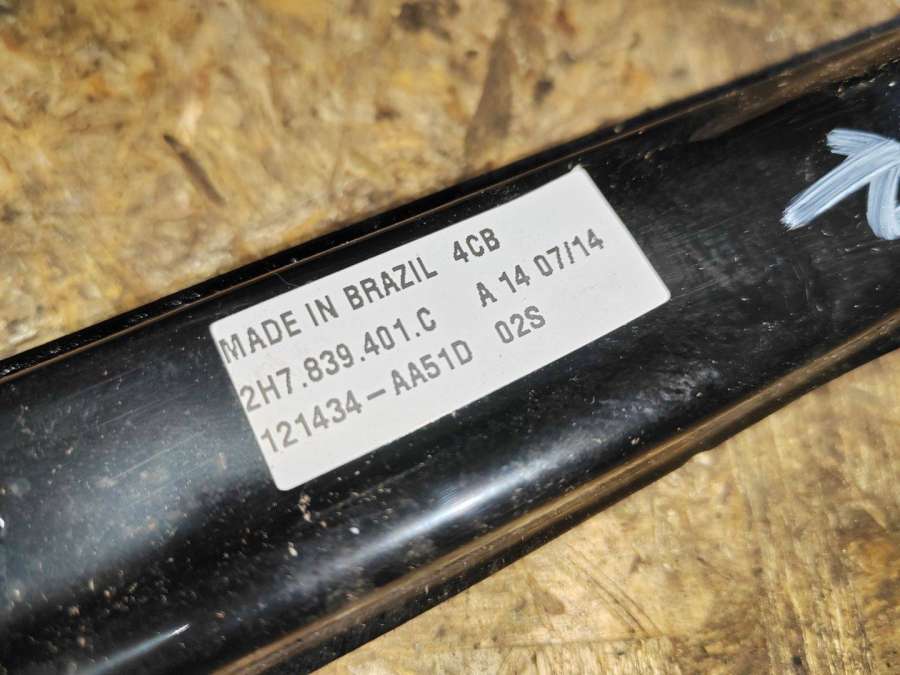 MADE IN BRAZIL 4CB
2H7.839.401.C A 14 07/14
121434-AA51D 02S